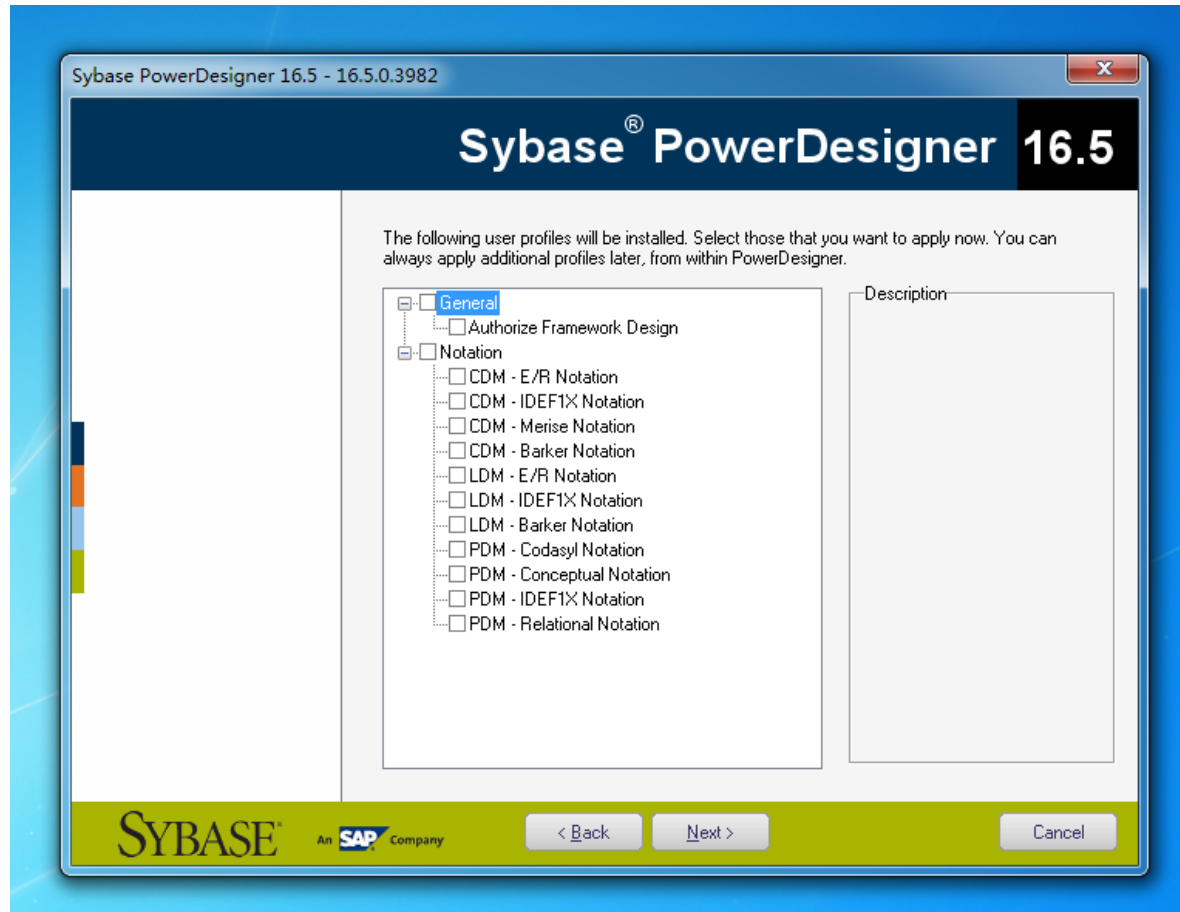 Sybase PowerDesigner 16.5 - 16.5.0.3982
Sybase® PowerDesigner 16.5
The following user profiles will be installed. Select those that you want to apply now. You can
always apply additional profiles later, from within PowerDesigner.
General
Authorize Framework Design
Notation
CDM - E/R Notation
CDM - IDEF1X Notation
CDM - Merise Notation
CDM - Barker Notation
LDM - E/R Notation
LDM - IDEF1X Notation
LDM - Barker Notation
PDM - Codasyl Notation
PDM - Conceptual Notation
PDM - IDEF1X Notation
PDM - Relational Notation
Description
SYBASE® An SAP Company
< Back Next > Cancel